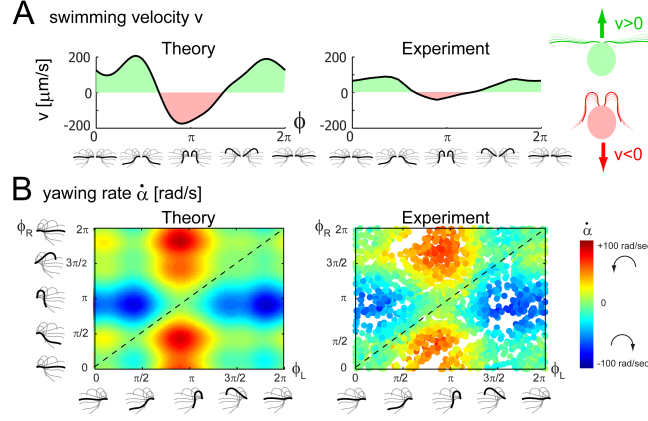 A swimming velocity v
Theory
Experiment
v>0
v<0
v [μm/s]
200
0
-200
0
π
2π
ϕ
200
0
-200
0
π
2π
B yawing rate α̇ [rad/s]
Theory
Experiment
ϕR
2π
3π/2
π
π/2
0
0
π/2
π
3π/2
2π
ϕL
ϕR
2π
3π/2
π
π/2
0
0
π/2
π
3π/2
2π
ϕL
α̇
+100 rad/sec
0
-100 rad/sec